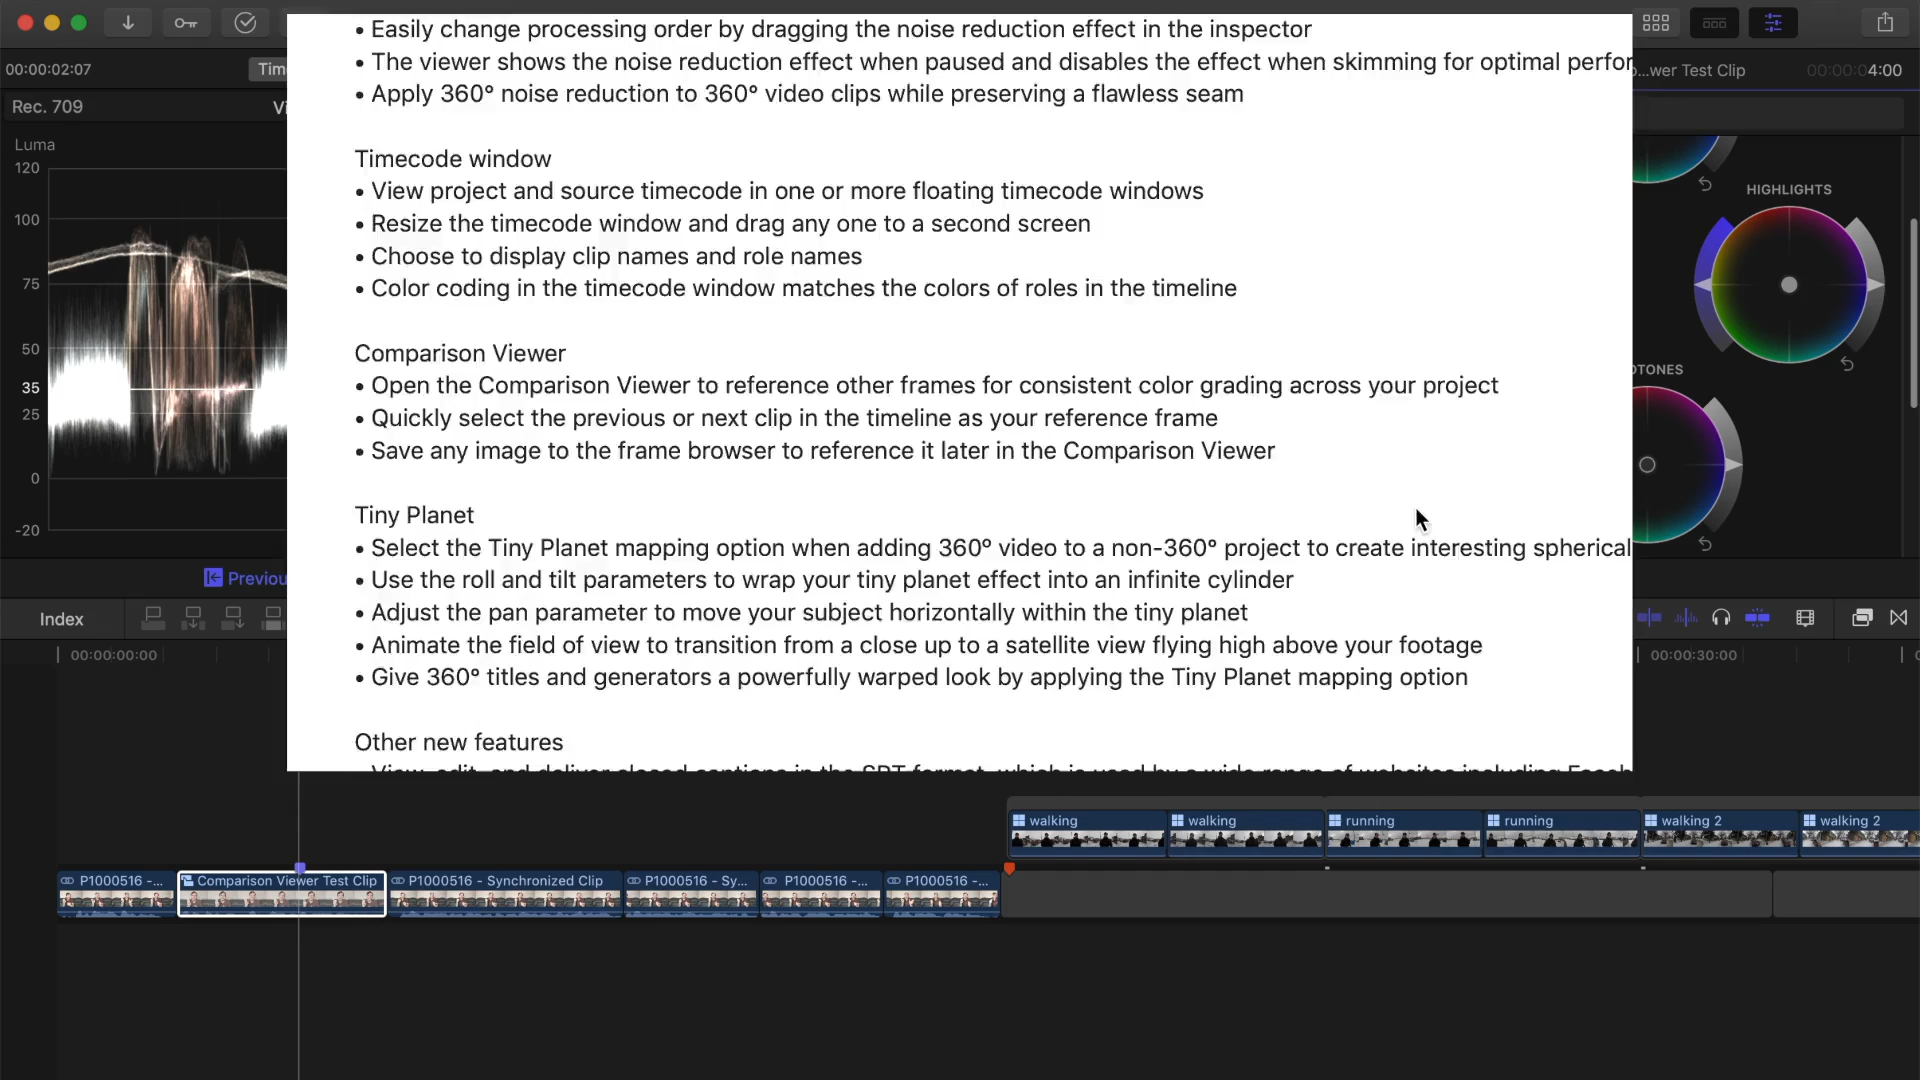 • Easily change processing order by dragging the noise reduction effect in the inspector
00:00:02:07
Tim
• The viewer shows the noise reduction effect when paused and disables the effect when skimming for optimal perfor
...wer Test Clip
00:00:04:00
Rec. 709
Vi
• Apply 360º noise reduction to 360º video clips while preserving a flawless seam
Luma
120
100
75
50
35
25
0
-20
Timecode window
• View project and source timecode in one or more floating timecode windows
• Resize the timecode window and drag any one to a second screen
• Choose to display clip names and role names
• Color coding in the timecode window matches the colors of roles in the timeline
Comparison Viewer
• Open the Comparison Viewer to reference other frames for consistent color grading across your project
• Quickly select the previous or next clip in the timeline as your reference frame
• Save any image to the frame browser to reference it later in the Comparison Viewer
Tiny Planet
• Select the Tiny Planet mapping option when adding 360º video to a non-360º project to create interesting spherical
• Use the roll and tilt parameters to wrap your tiny planet effect into an infinite cylinder
• Adjust the pan parameter to move your subject horizontally within the tiny planet
• Animate the field of view to transition from a close up to a satellite view flying high above your footage
• Give 360º titles and generators a powerfully warped look by applying the Tiny Planet mapping option
Other new features
HIGHLIGHTS
DTONES
Previou
Index
00:00:00:00
00:00:30:00
walking
walking
running
running
walking 2
walking 2
P1000516 -...
Comparison Viewer Test Clip
P1000516 - Synchronized Clip
P1000516 - Sy...
P1000516 -...
P1000516 -...